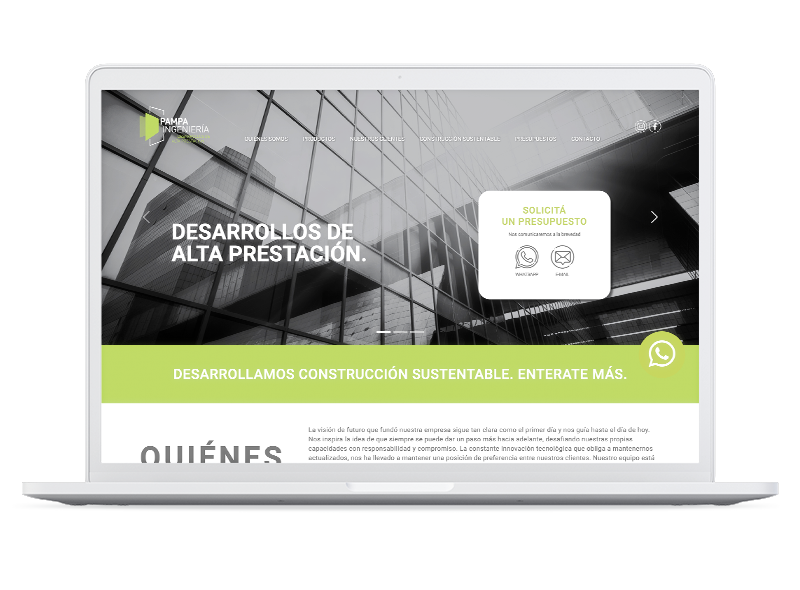 PAMPA
INGENIERÍA
QUIENES SOMOS PRODUCTOS NUESTROS CLIENTES CONSTRUCCIÓN SUSTENTABLE PRESUPUESTOS CONTACTO
DESARROLLOS DE
ALTA PRESTACIÓN.
SOLICITÁ
UN PRESUPUESTO
Nos comunicaremos a la brevedad
WHATSAPP EMAIL
DESARROLLAMOS CONSTRUCCIÓN SUSTENTABLE. ENTERATE MÁS.
QUIÉNES
La visión de futuro que fundó nuestra empresa sigue tan clara como el primer día y nos guía hasta el día de hoy.
Nos inspira la idea de que siempre se puede dar un paso más hacia adelante, desafiando nuestras propias
capacidades con responsabilidad y compromiso. La constante innovación tecnológica que obliga a mantenernos
actualizados, nos ha llevado a mantener una posición de preferencia entre nuestros clientes. Nuestro equipo está